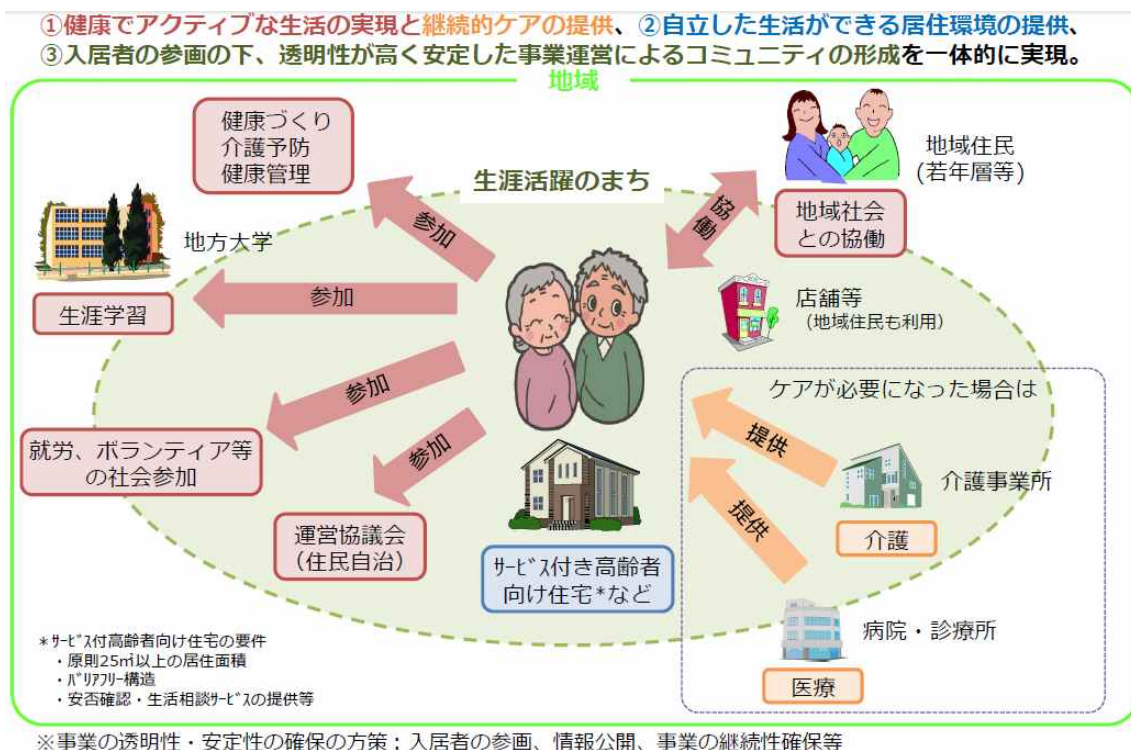 ①健康でアクティブな生活の実現と継続的ケアの提供、②自立した生活ができる居住環境の提供、
③入居者の参画の下、透明性が高く安定した事業運営によるコミュニティの形成を一体的に実現。
地域
健康づくり
介護予防
健康管理
生涯活躍のまち
地域住民
(若年層等)
地域社会
との協働
協働
参加
地方大学
生涯学習
参加
店舗等
(地域住民も利用)
参加
就労、ボランティア等
の社会参加
参加
運営協議会
(住民自治)
ｻｰﾋﾞｽ付き高齢者
向け住宅*など
ケアが必要になった場合は
提供
介護事業所
介護
提供
病院・診療所
医療
＊ｻｰﾋﾞｽ付高齢者向け住宅の要件
・原則25㎡以上の居住面積
・ﾊﾞﾘｱﾌﾘｰ構造
・安否確認・生活相談ｻｰﾋﾞｽの提供等
※事業の透明性・安定性の確保の方策：入居者の参画、情報公開、事業の継続性確保等